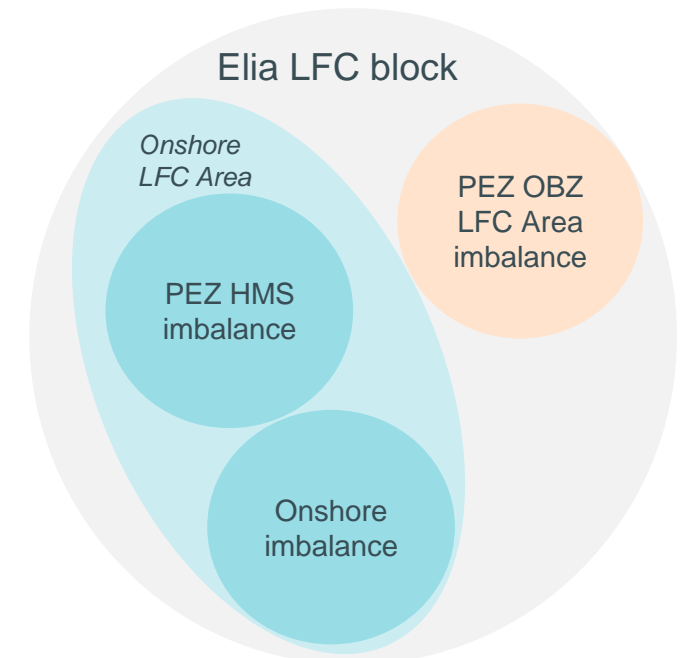 Elia LFC block
Onshore
LFC Area
PEZ OBZ
LFC Area
imbalance
PEZ HMS
imbalance
Onshore
imbalance